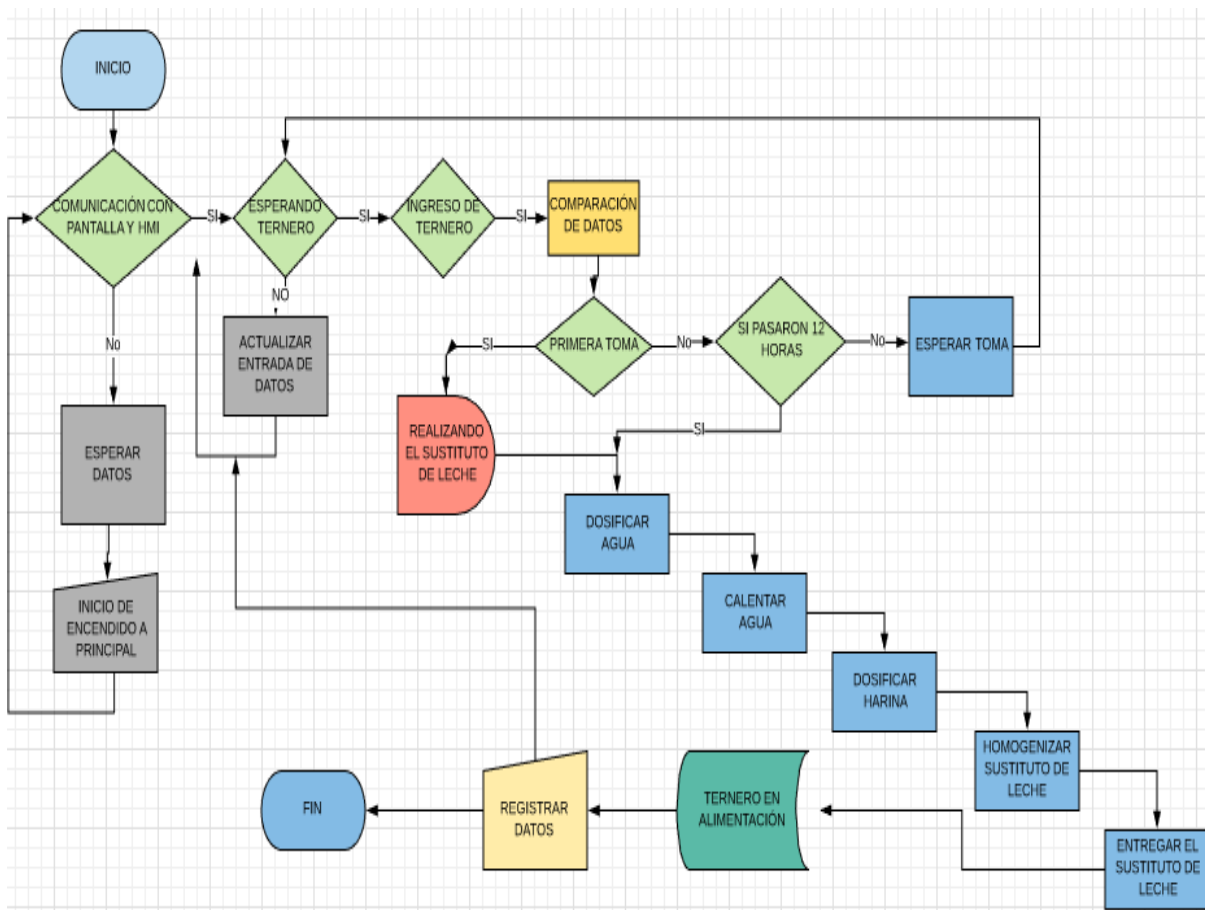 INICIO
COMUNICACIÓN CON
PANTALLA Y HMI
SI
ESPERANDO
TERNERO
SI
INGRESO DE
TERNERO
SI
COMPARACIÓN
DE DATOS
No
NO
ACTUALIZAR
ENTRADA DE
DATOS
SI
PRIMERA TOMA
No
SI PASARON 12
HORAS
No
ESPERAR TOMA
ESPERAR
DATOS
REALIZANDO
EL SUSTITUTO
DE LECHE
SI
DOSIFICAR
AGUA
INICIO DE
ENCENDIDO A
PRINCIPAL
CALENTAR
AGUA
DOSIFICAR
HARINA
HOMOGENIZAR
SUSTITUTO DE
LECHE
FIN
REGISTRAR
DATOS
TERNERO EN
ALIMENTACIÓN
ENTREGAR EL
SUSTITUTO DE
LECHE